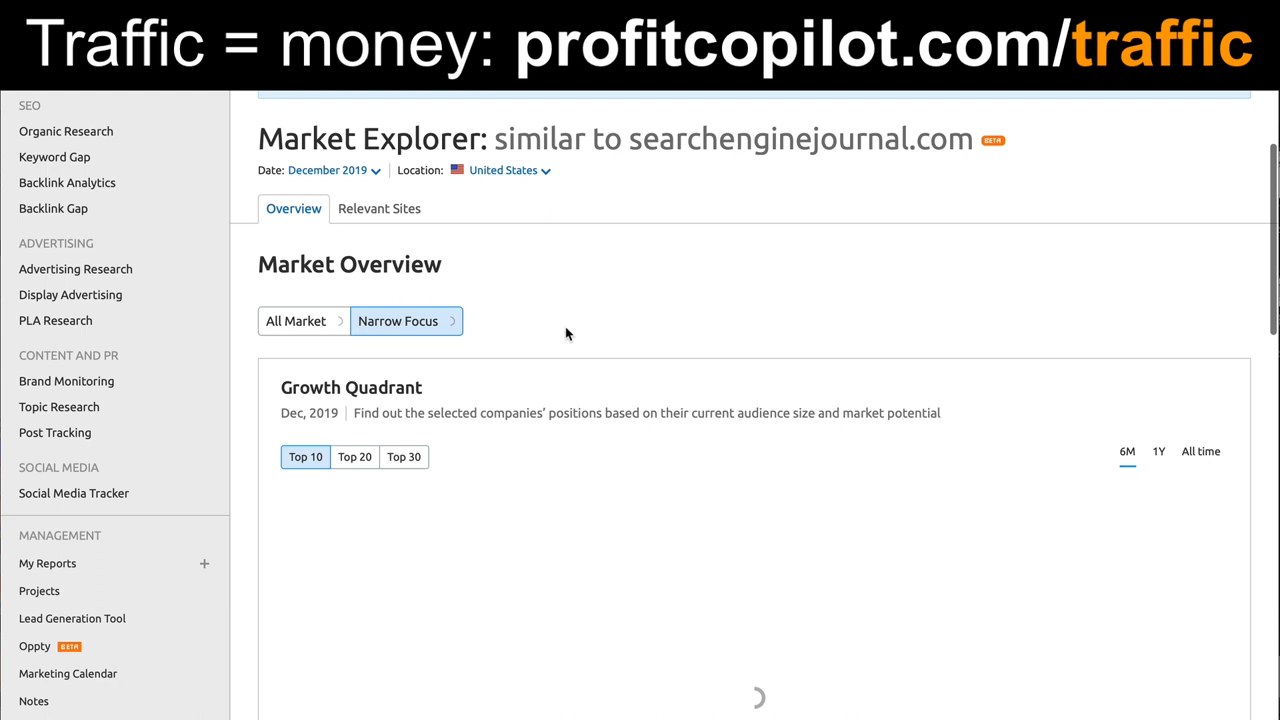 Traffic = money: profitcopilot.com/traffic
SEO
Organic Research
Keyword Gap
Backlink Analytics
Backlink Gap
ADVERTISING
Advertising Research
Display Advertising
PLA Research
CONTENT AND PR
Brand Monitoring
Topic Research
Post Tracking
SOCIAL MEDIA
Social Media Tracker
MANAGEMENT
My Reports +
Projects
Lead Generation Tool
Oppty BETA
Marketing Calendar
Notes
Market Explorer: similar to searchenginejournal.com BETA
Date: December 2019 | Location: United States
Overview Relevant Sites
Market Overview
All Market Narrow Focus
Growth Quadrant
Dec, 2019 | Find out the selected companies’ positions based on their current audience size and market potential
Top 10 Top 20 Top 30 6M 1Y All time